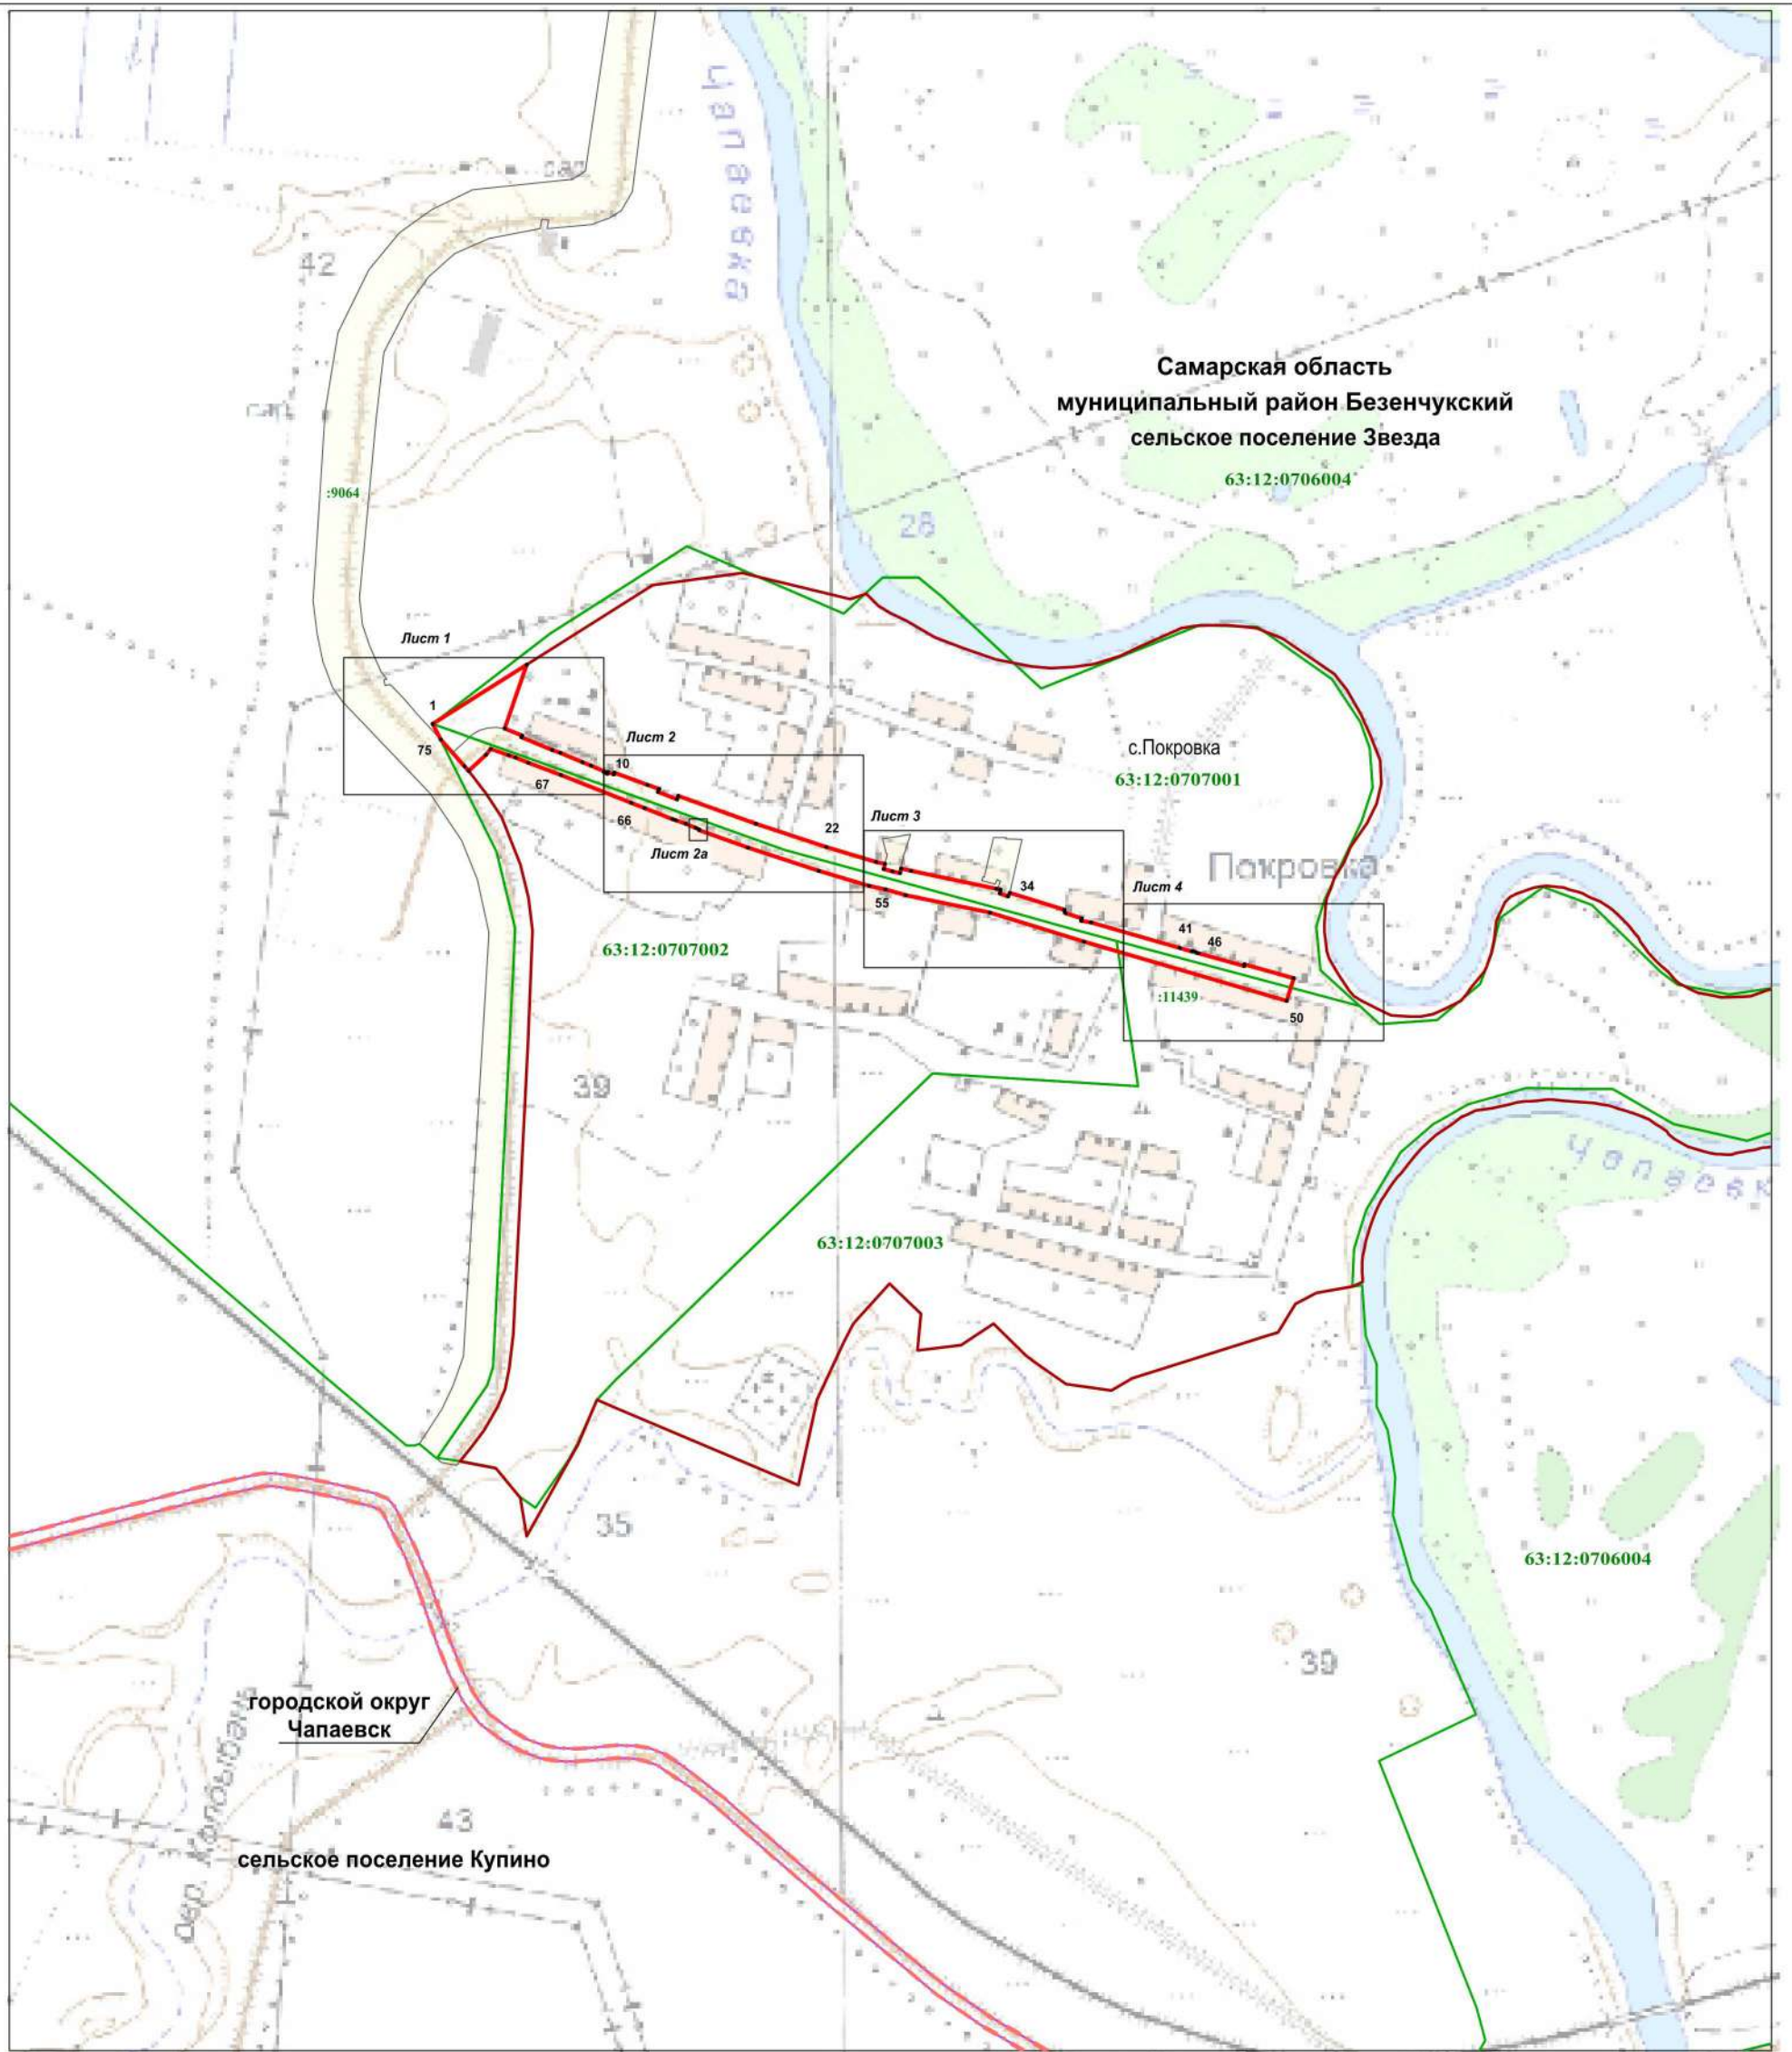 сар
Чапаевка
42
Самарская область
муниципальный район Безенчукский
сельское поселение Звезда
63:12:0706004
:9064
28
Лист 1
1
75
Лист 2
10
67
66
Лист 2а
22
с.Покровка
63:12:0707001
Лист 3
Покровка
34
Лист 4
55
41
46
63:12:0707002
:11439
50
39
Чапаевк
63:12:0707003
35
63:12:0706004
39
городской округ
Чапаевск
43
сельское поселение Купино